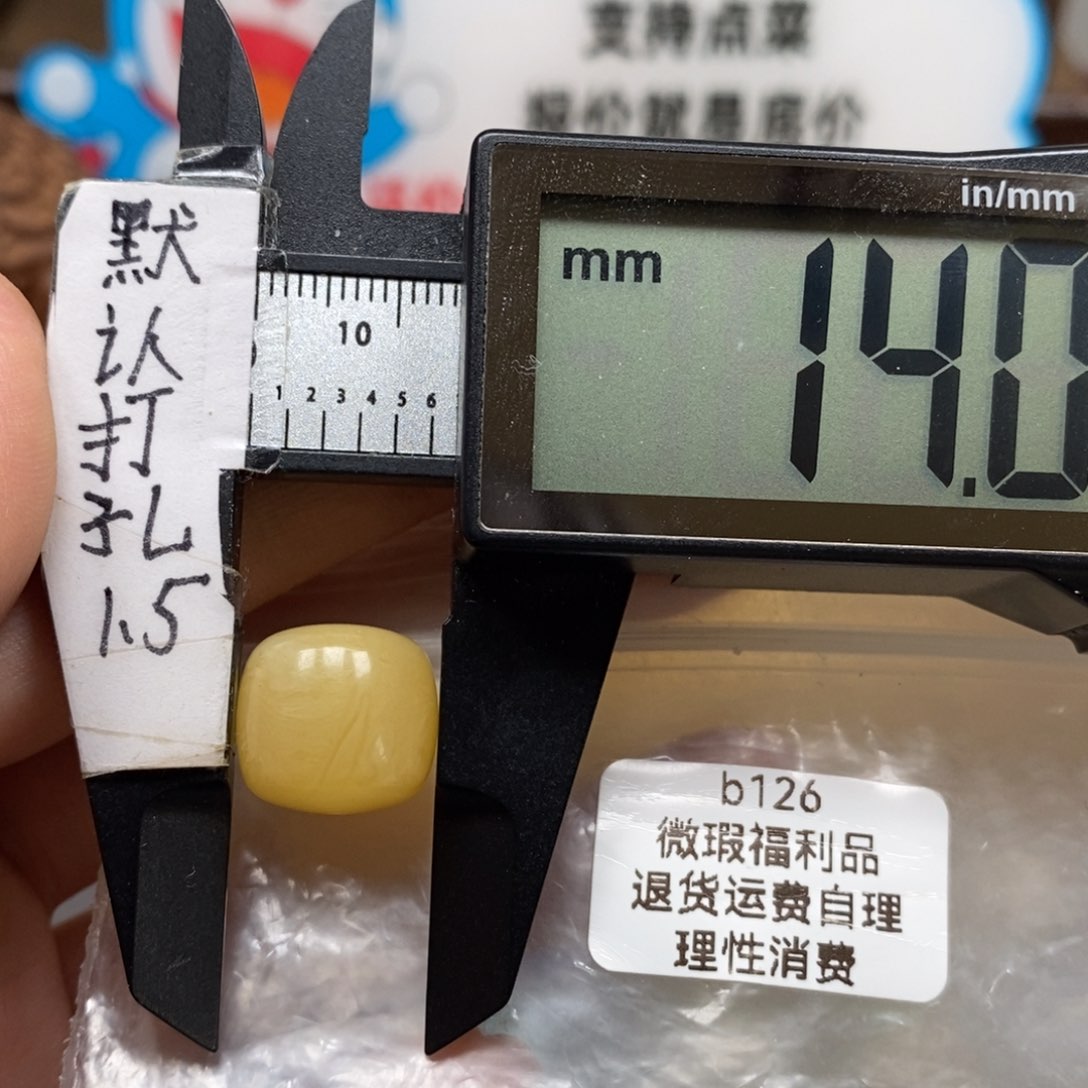 支持点菜
报价就是底价
in/mm
mm
14.0
10
1 2 3 4 5 6
默
认
打
孔
1.5
b126
微瑕福利品
退货运费自理
理性消费